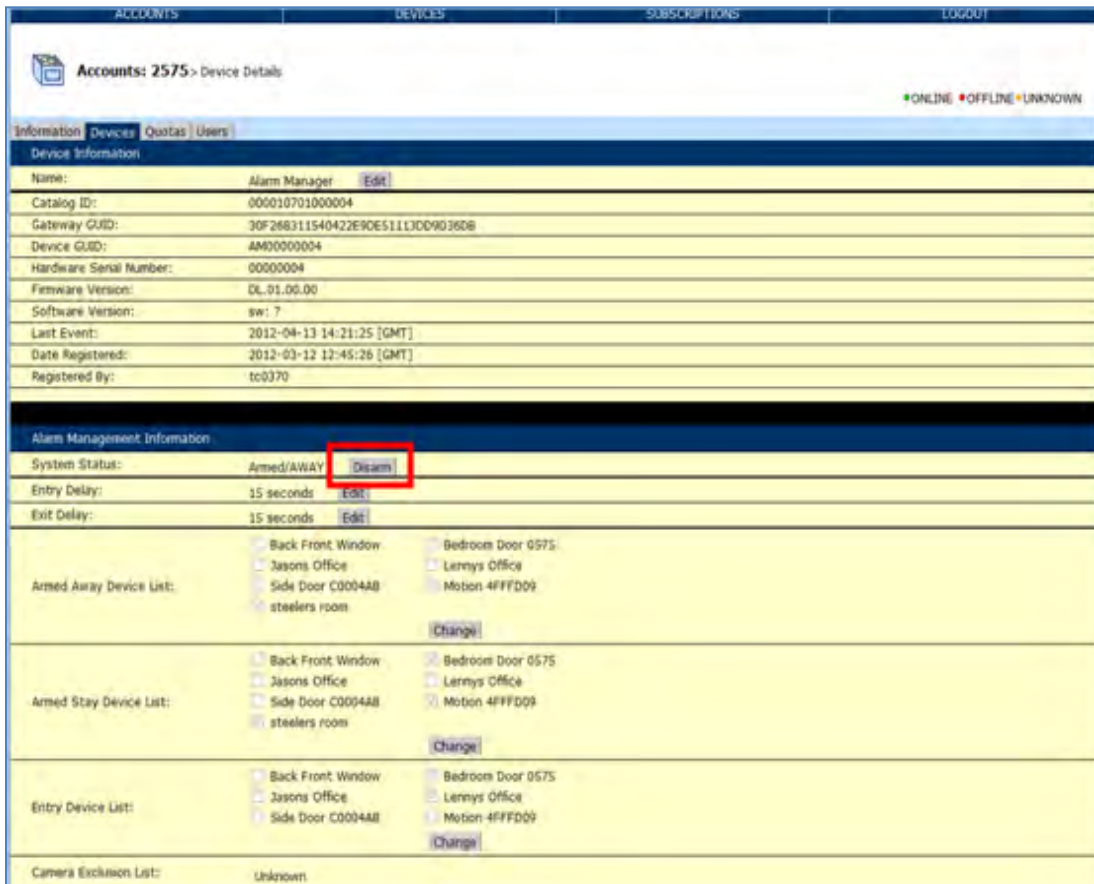 ACCOUNTS DEVICES SUBSCRIPTIONS LOGOUT
Accounts: 2575 > Device Details
ONLINE OFFLINE UNKNOWN
Information Devices Quotas Users
Device Information
Name: Alarm Manager Edit
Catalog ID: 000010701000004
Gateway GUID:
Device GUID: AM00000004
Hardware Serial Number: 00000004
Firmware Version: DL.01.00.00
Software Version: sw: ?
Last Event: 2012-04-13 14:21:25 [GMT]
Date Registered: 2012-03-12 12:45:26 [GMT]
Registered By: tc0370
Alarm Management Information
System Status: Armed/AWAY Disarm
Entry Delay: 15 seconds Edit
Exit Delay: 15 seconds Edit
Back Front Window Bedroom Door 0575
Jasons Office Lennys Office
Armed Away Device List: Side Door C0004AB Motion 4FFFD09
steelers room
Change
Back Front Window Bedroom Door 0575
Jasons Office Lennys Office
Armed Stay Device List: Side Door C0004AB Motion 4FFFD09
steelers room
Change
Back Front Window Bedroom Door 0575
Jasons Office Lennys Office
Entry Device List: Side Door C0004AB Motion 4FFFD09
Change
Camera Exclusion List: Unknown